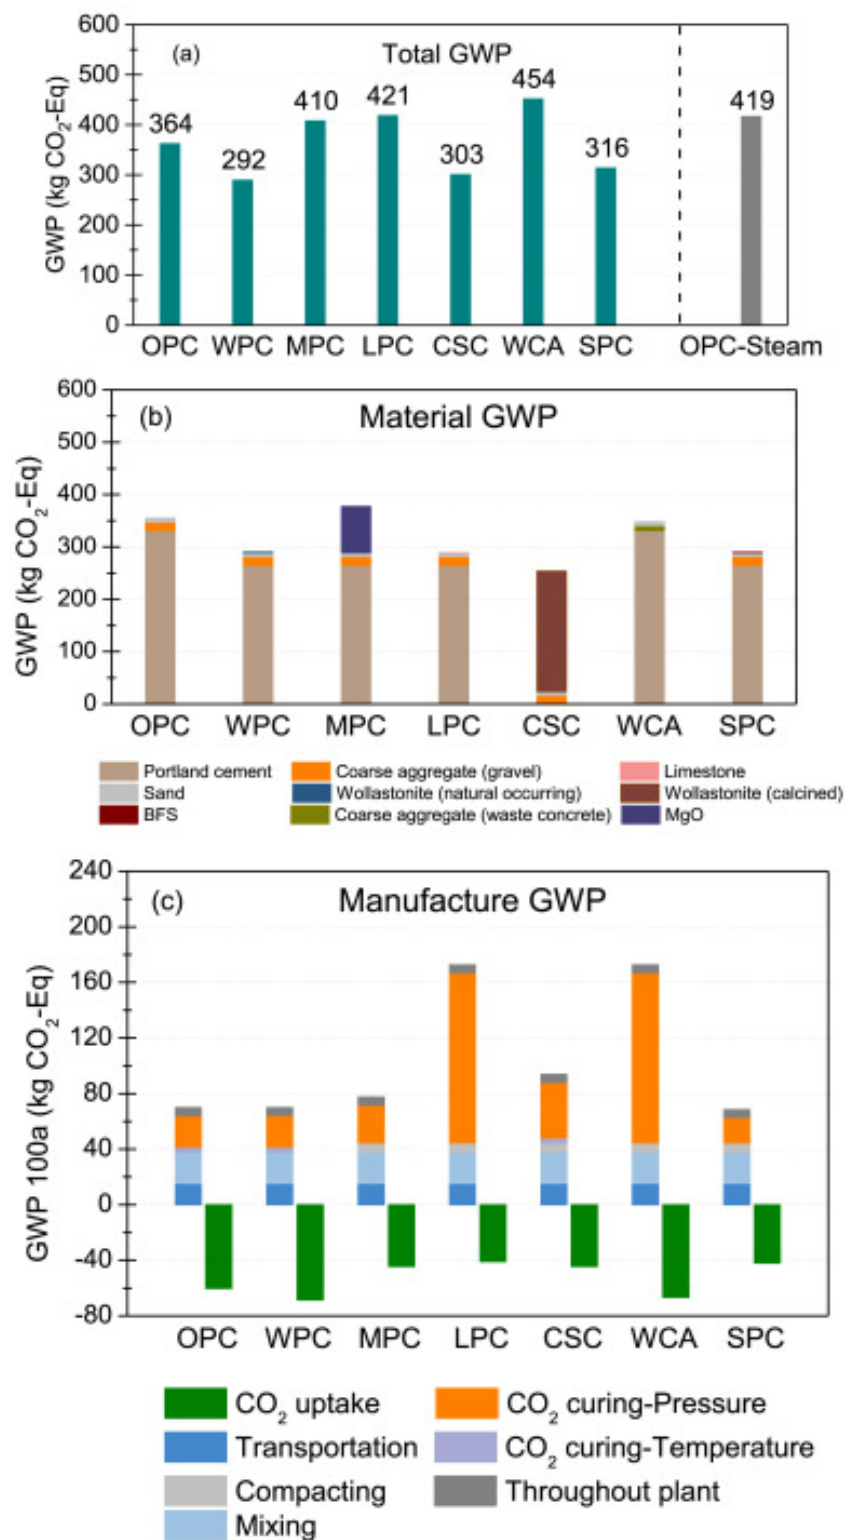 (a) Total GWP
GWP (kg CO₂-Eq)
600
500
400
300
200
100
0
364
292
410
421
303
454
316
419
OPC WPC MPC LPC CSC WCA SPC OPC-Steam
(b) Material GWP
GWP (kg CO₂-Eq)
600
500
400
300
200
100
0
OPC WPC MPC LPC CSC WCA SPC
Portland cement Coarse aggregate (gravel) Limestone
Sand Wollastonite (natural occurring) Wollastonite (calcined)
BFS Coarse aggregate (waste concrete) MgO
(c) Manufacture GWP
GWP 100a (kg CO₂-Eq)
240
200
160
120
80
40
0
-40
-80
OPC WPC MPC LPC CSC WCA SPC
CO₂ uptake CO₂ curing-Pressure
Transportation CO₂ curing-Temperature
Compacting Throughout plant
Mixing